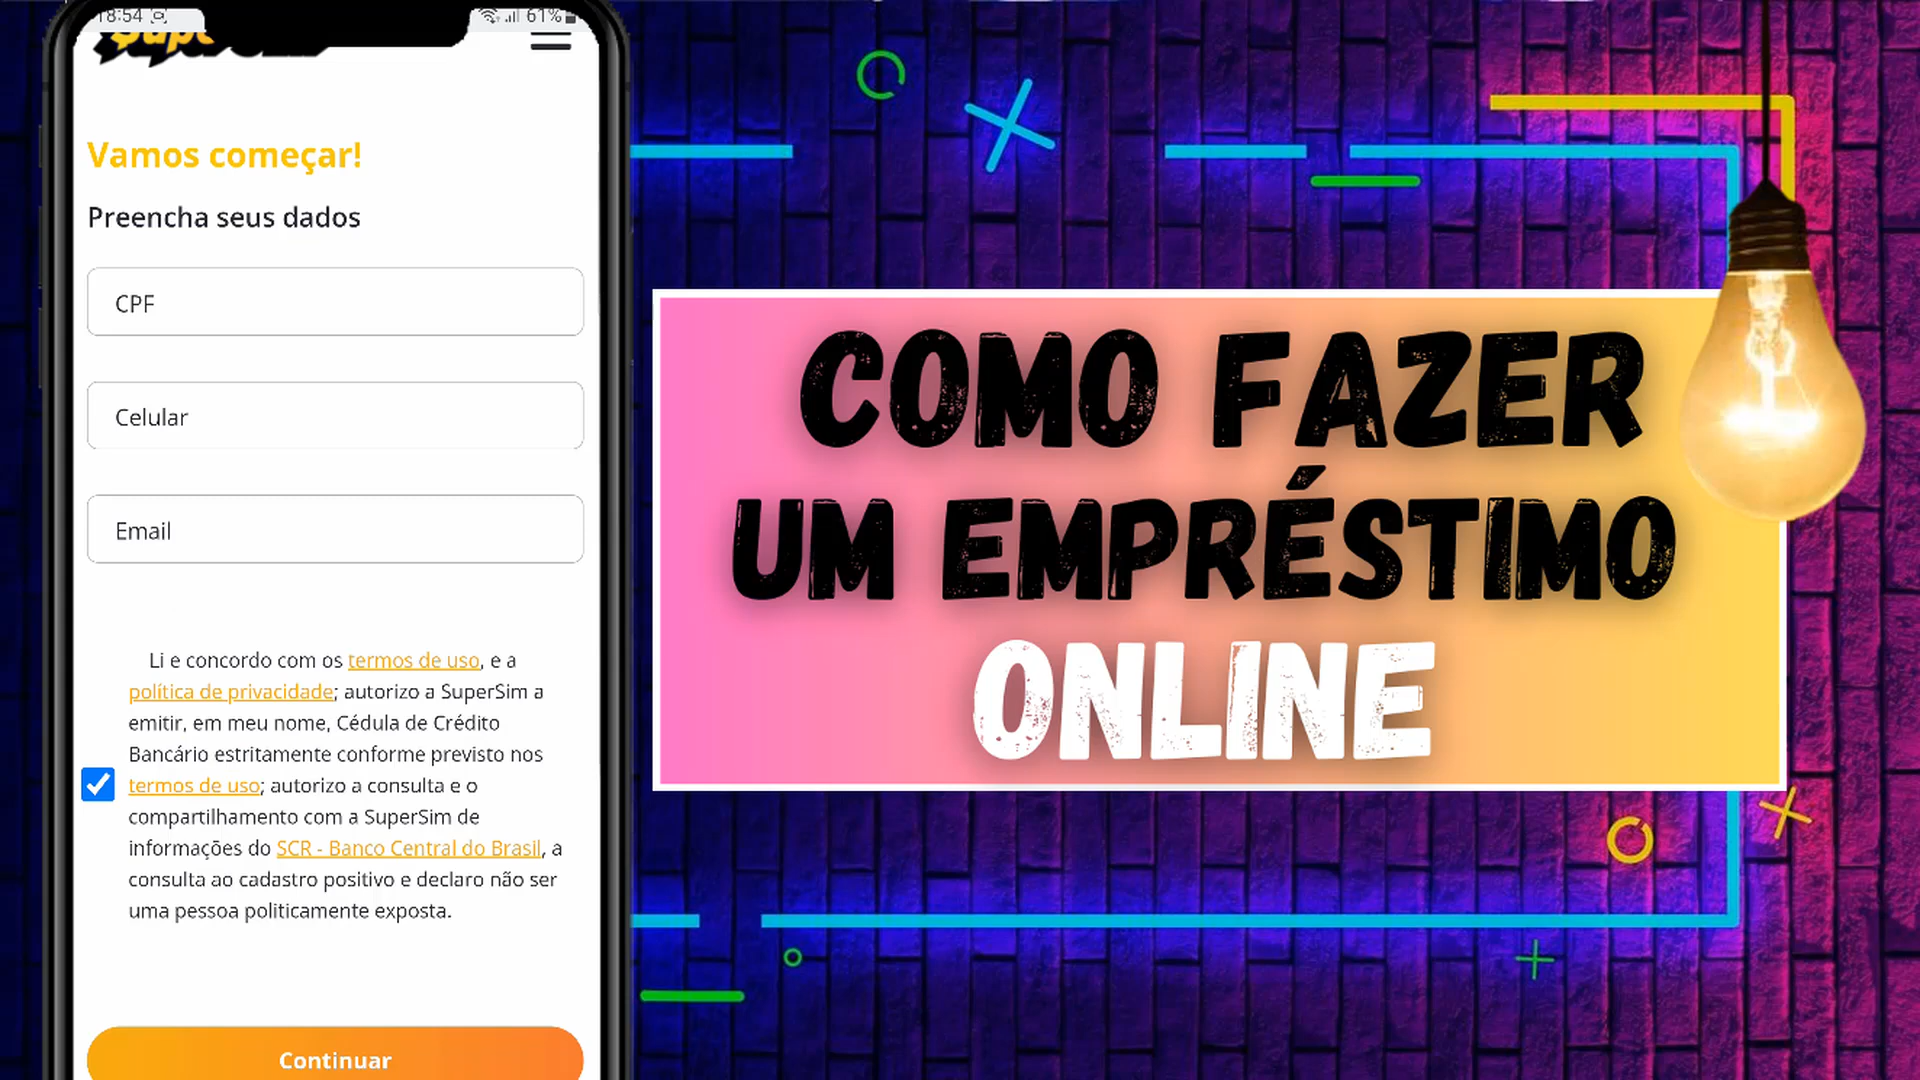 18:54
61%
Vamos começar!
Preencha seus dados
CPF
Celular
Email
Li e concordo com os termos de uso, e a
política de privacidade; autorizo a SuperSim a
emitir, em meu nome, Cédula de Crédito
Bancário estritamente conforme previsto nos
termos de uso; autorizo a consulta e o
compartilhamento com a SuperSim de
informações do SCR - Banco Central do Brasil, a
consulta ao cadastro positivo e declaro não ser
uma pessoa politicamente exposta.
Continuar
COMO FAZER
UM EMPRÉSTIMO
ONLINE